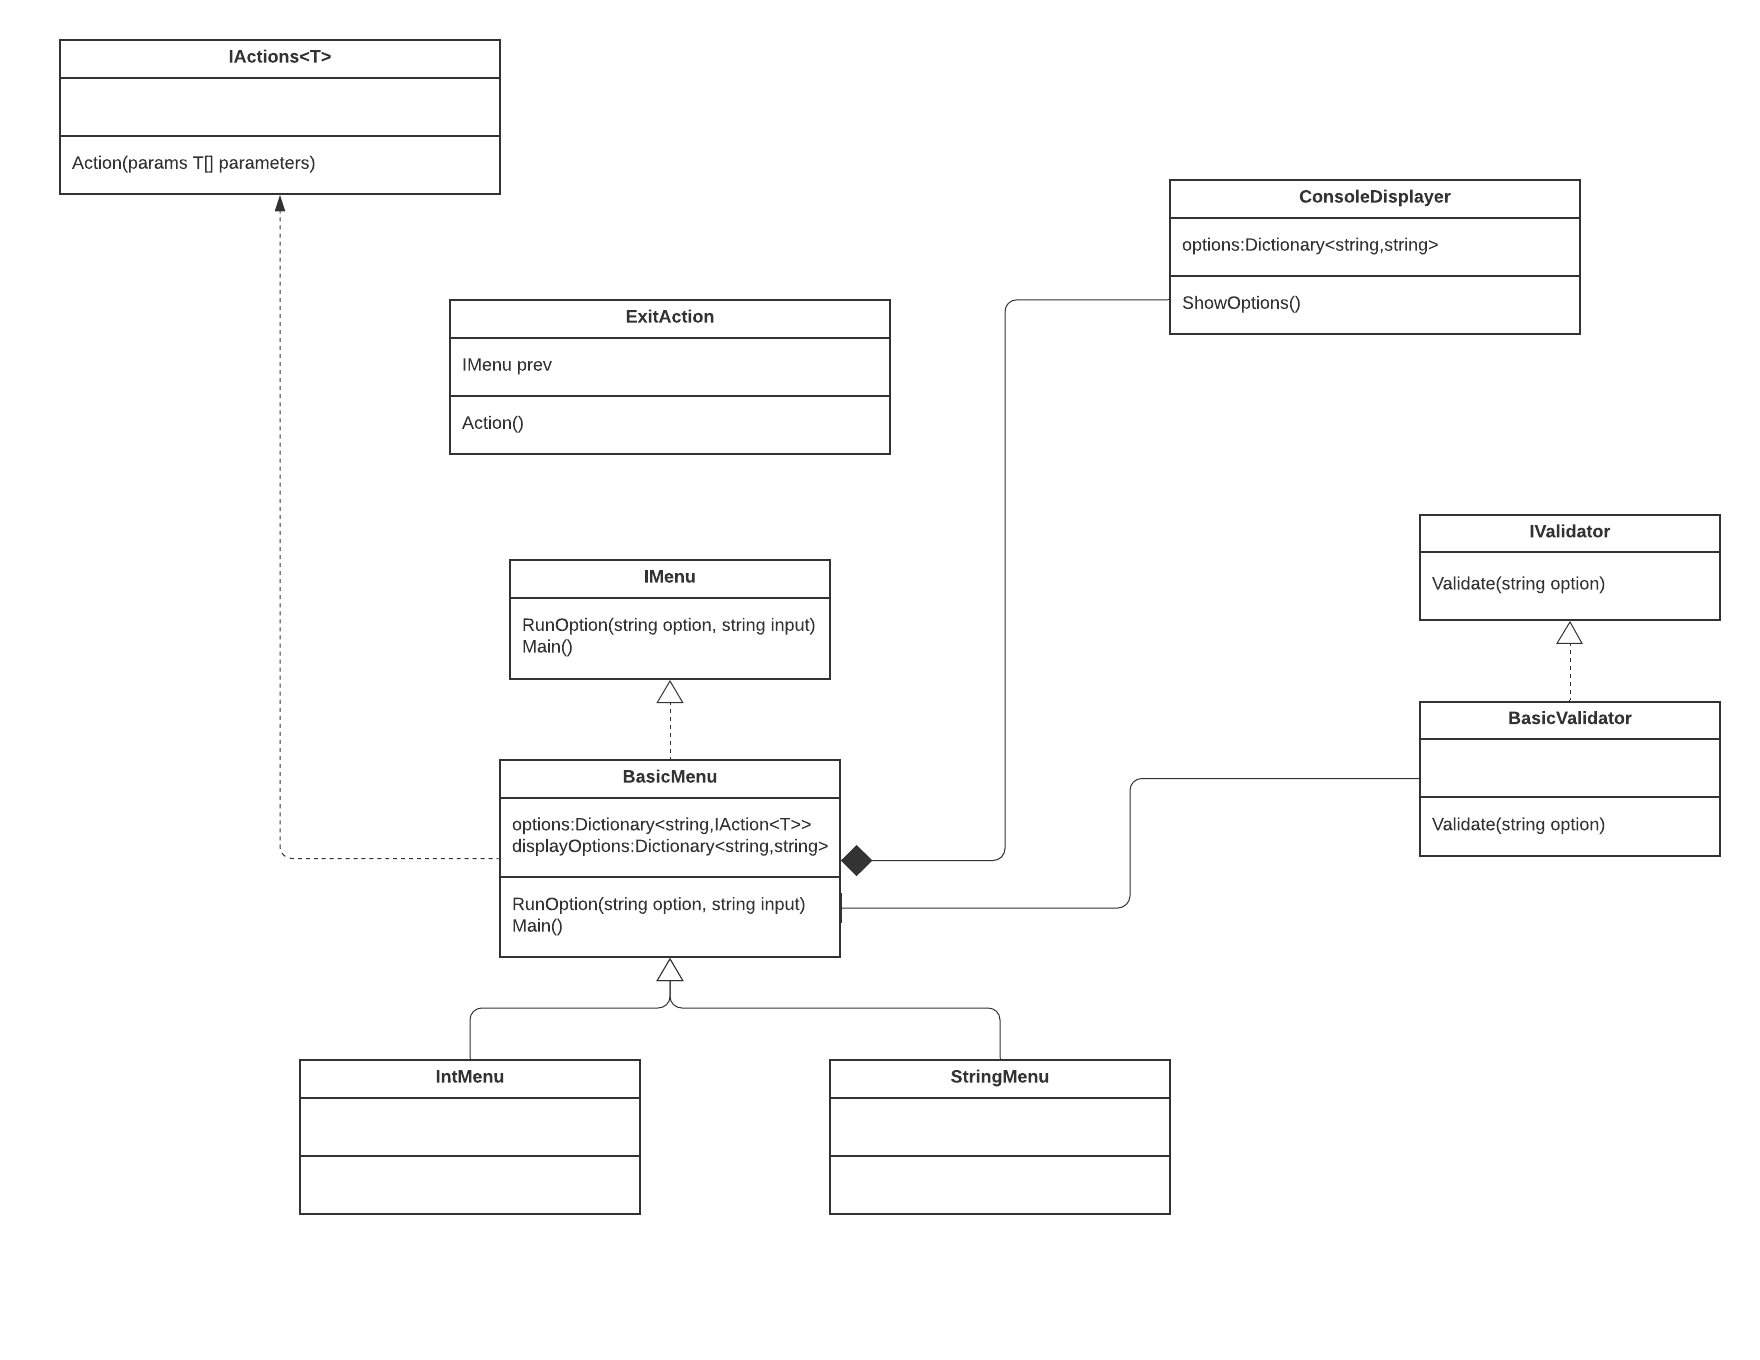 IActions<T>
Action(params T[] parameters)
ConsoleDisplayer
options:Dictionary<string,string>
ShowOptions()
ExitAction
IMenu prev
Action()
IValidator
Validate(string option)
IMenu
RunOption(string option, string input)
Main()
BasicValidator
Validate(string option)
BasicMenu
options:Dictionary<string,IAction<T>>
displayOptions:Dictionary<string,string>
RunOption(string option, string input)
Main()
IntMenu
StringMenu